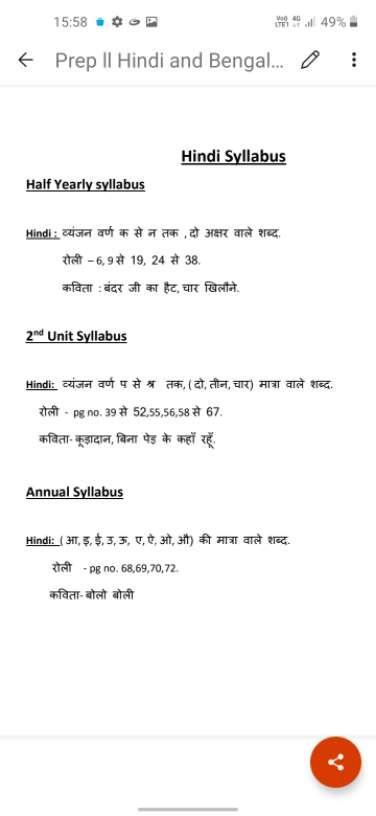 15:58
VoO 4G LTE1 49%
Prep ll Hindi and Bengal...
Hindi Syllabus
Half Yearly syllabus
Hindi : व्यंजन वर्ण क से न तक , दो अक्षर वाले शब्द.
रोली – 6, 9 से 19, 24 से 38.
कविता : बंदर जी का हैट, चार खिलौने.
2nd Unit Syllabus
Hindi: व्यंजन वर्ण प से श्र तक, ( दो, तीन, चार) मात्रा वाले शब्द.
रोली - pg no. 39 से 52,55,56,58 से 67.
कविता- कूड़ादान, बिना पेड़ के कहाँ रहूँ.
Annual Syllabus
Hindi: ( आ, इ, ई, उ, ऊ, ए, ऐ, ओ, औ) की मात्रा वाले शब्द.
रोली - pg no. 68,69,70,72.
कविता- बोलो बोली